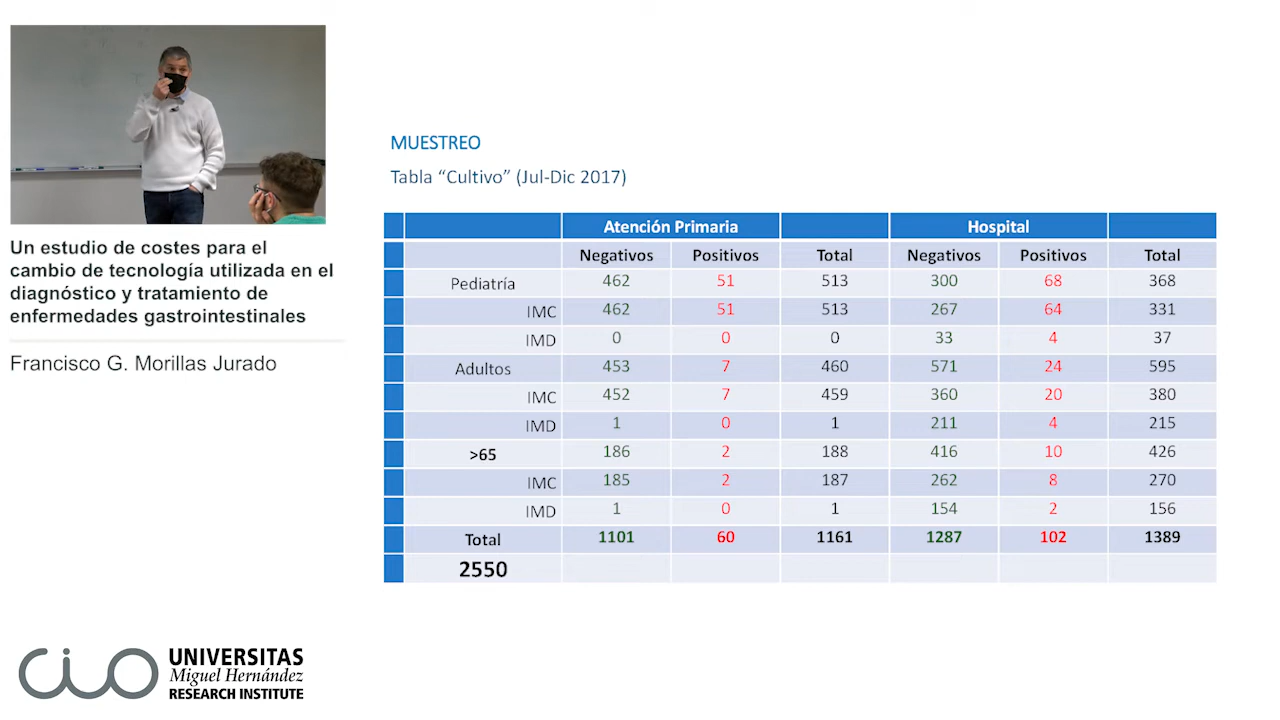 MUESTREO
Tabla “Cultivo” (Jul-Dic 2017)
Atención Primaria Hospital
Negativos Positivos Total Negativos Positivos Total
Pediatría 462 51 513 300 68 368
IMC 462 51 513 267 64 331
IMD 0 0 0 33 4 37
Adultos 453 7 460 571 24 595
IMC 452 7 459 360 20 380
IMD 1 0 1 211 4 215
>65 186 2 188 416 10 426
IMC 185 2 187 262 8 270
IMD 1 0 1 154 2 156
Total 1101 60 1161 1287 102 1389
2550
Un estudio de costes para el
cambio de tecnología utilizada en el
diagnóstico y tratamiento de
enfermedades gastrointestinales
Francisco G. Morillas Jurado
cio UNIVERSITAS
Miguel Hernández
RESEARCH INSTITUTE